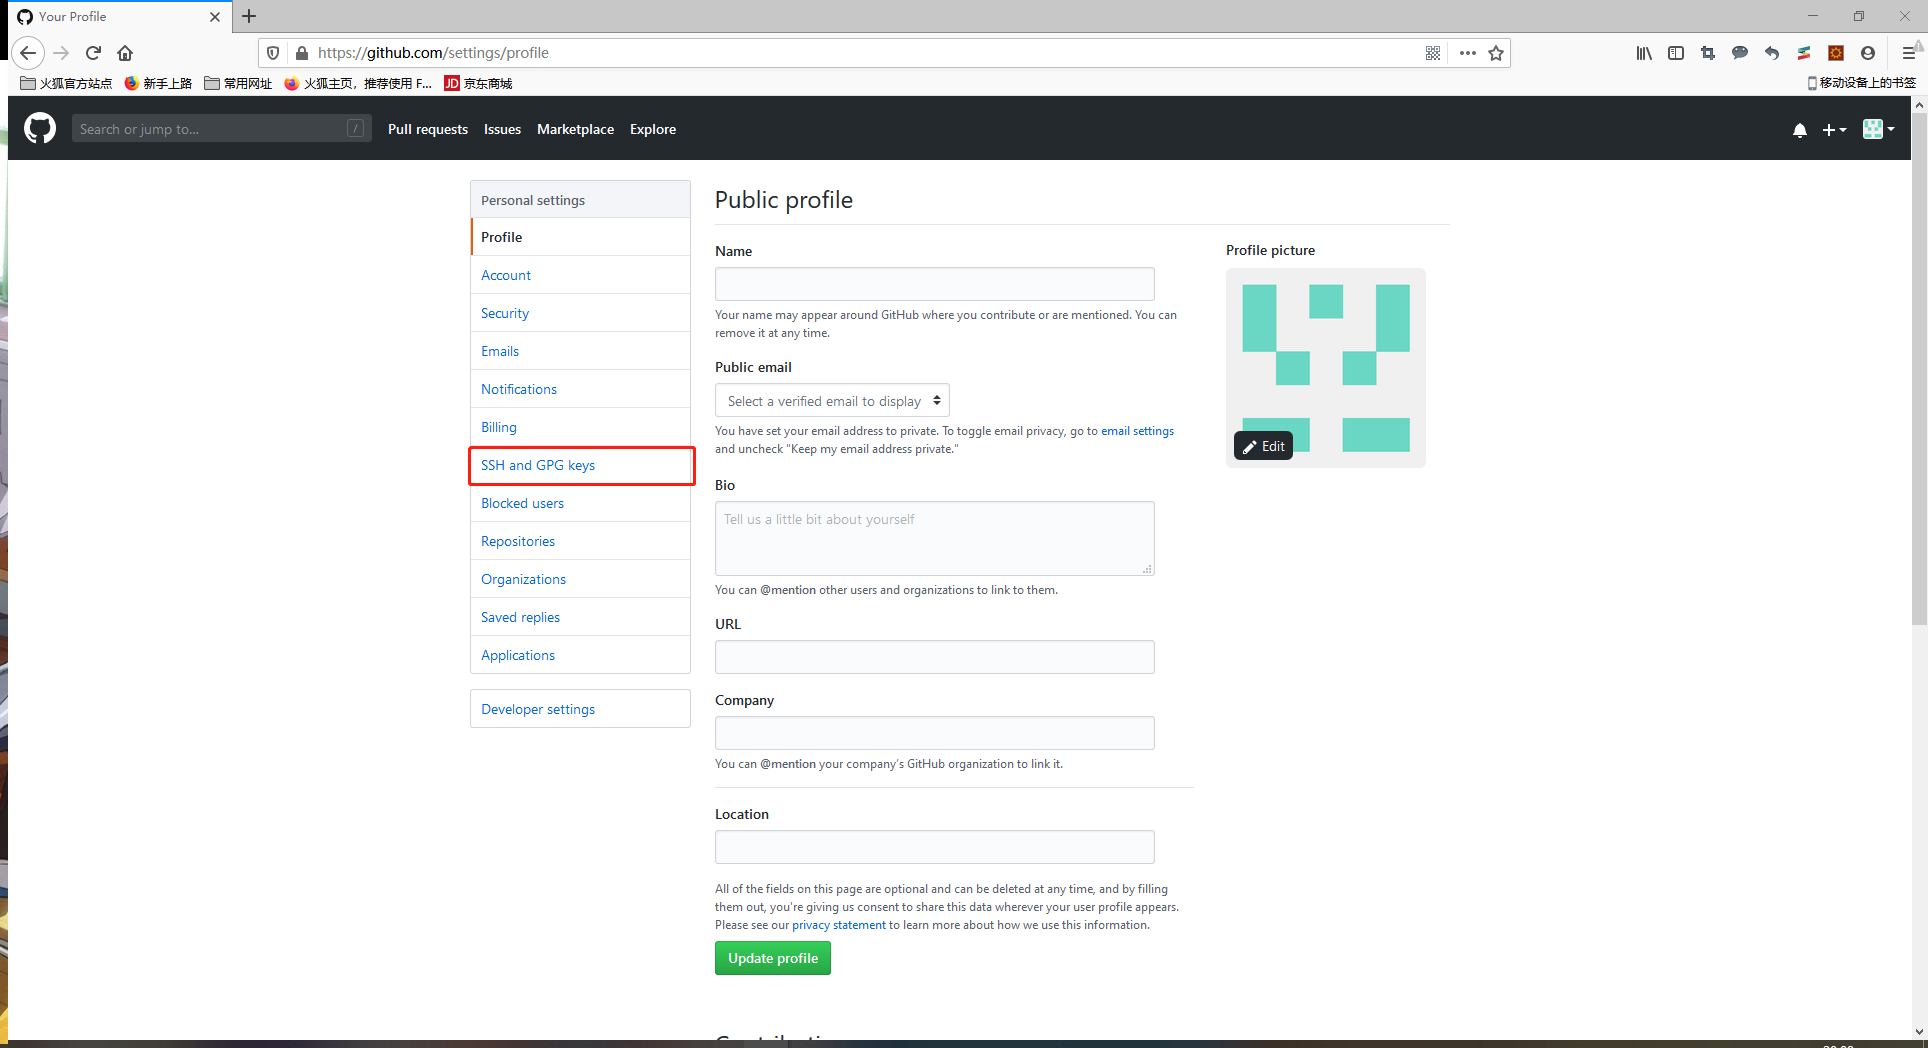 Your Profile
https://github.com/settings/profile
火狐官方站点 新手上路 常用网址 火狐主页，推荐使用 F... JD 京东商城 移动设备上的书签
Search or jump to... / Pull requests Issues Marketplace Explore
Personal settings
Profile
Account
Security
Emails
Notifications
Billing
SSH and GPG keys
Blocked users
Repositories
Organizations
Saved replies
Applications
Developer settings
Public profile
Name
Your name may appear around GitHub where you contribute or are mentioned. You can
remove it at any time.
Public email
Select a verified email to display
You have set your email address to private. To toggle email privacy, go to email settings
and uncheck "Keep my email address private."
Bio
Tell us a little bit about yourself
You can @mention other users and organizations to link to them.
URL
Company
You can @mention your company's GitHub organization to link it.
Location
All of the fields on this page are optional and can be deleted at any time, and by filling
them out, you're giving us consent to share this data wherever your user profile appears.
Please see our privacy statement to learn more about how we use this information.
Update profile
Profile picture
Edit